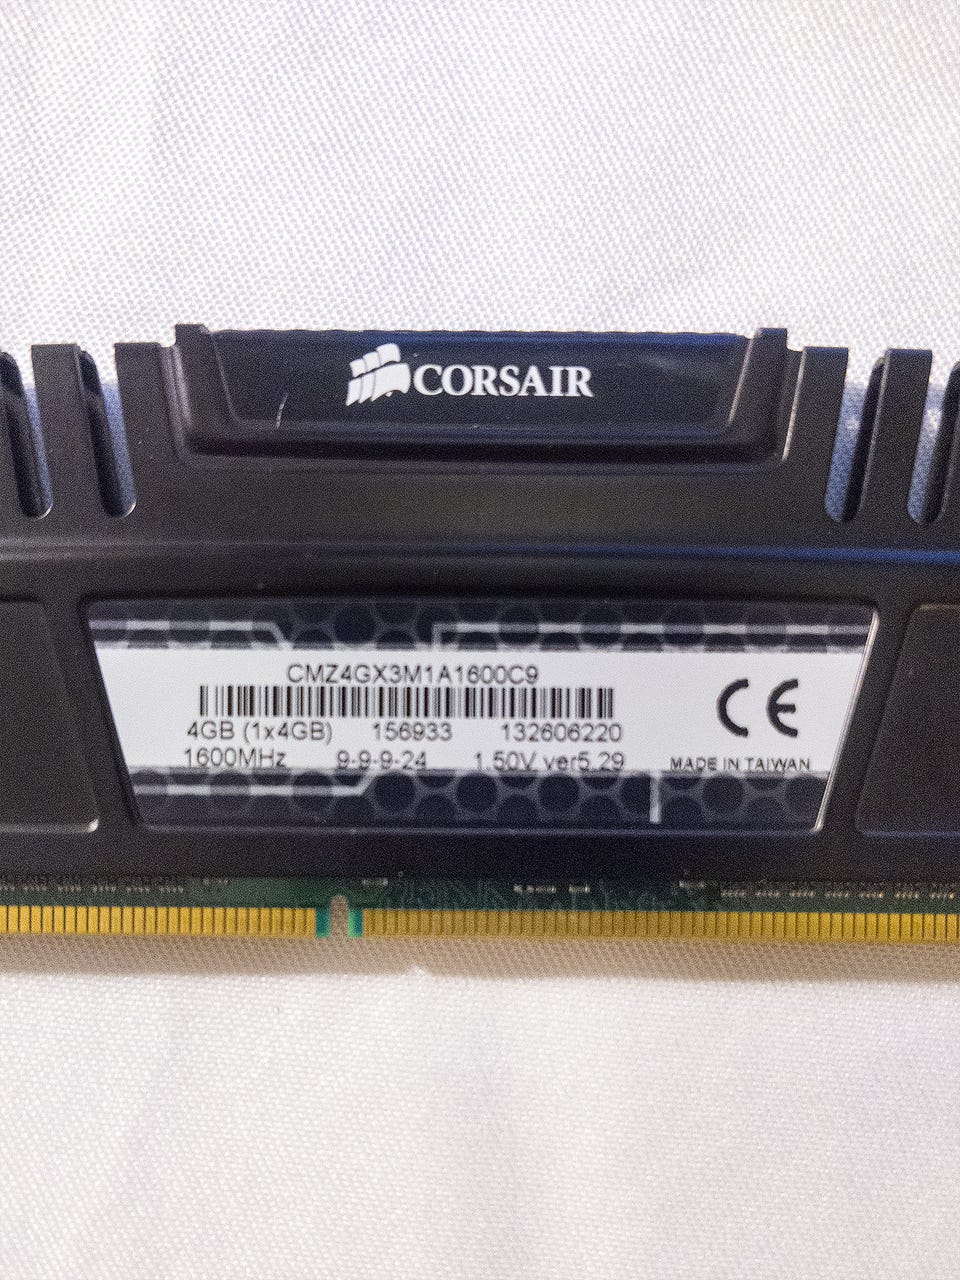 CORSAIR
CMZ4GX3M1A1600C9
4GB (1x4GB) 156933 132606220
1600MHz 9-9-9-24 1.50V ver5.29
CE
MADE IN TAIWAN